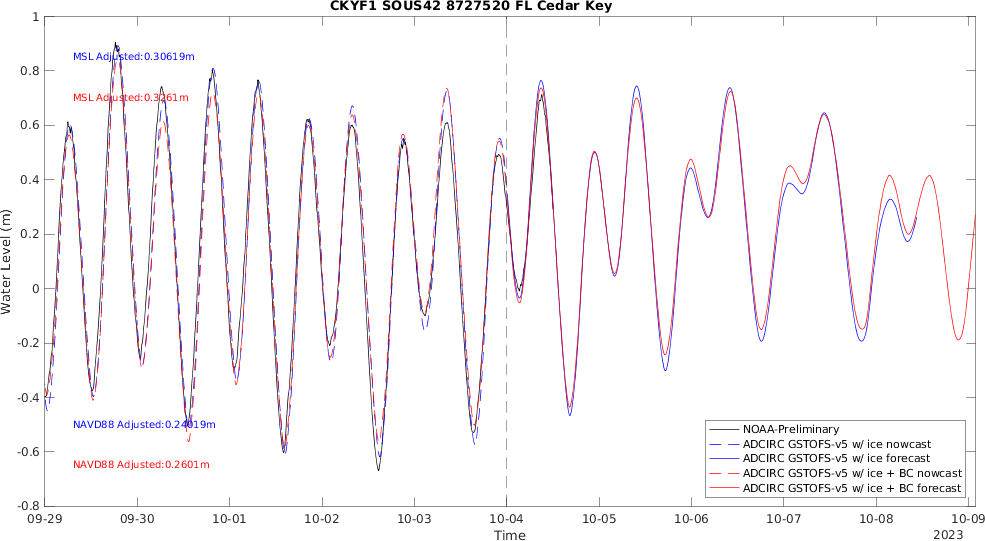 CKYF1 SOUS42 8727520 FL Cedar Key
1
0.8
0.6
0.4
0.2
0
-0.2
-0.4
-0.6
-0.8
Water Level (m)
MSL Adjusted:0.30619m
MSL Adjusted:0.3261m
NAVD88 Adjusted:0.24019m
NAVD88 Adjusted:0.2601m
NOAA-Preliminary
ADCIRC GSTOFS-v5 w/ ice nowcast
ADCIRC GSTOFS-v5 w/ ice forecast
ADCIRC GSTOFS-v5 w/ ice + BC nowcast
ADCIRC GSTOFS-v5 w/ ice + BC forecast
09-29 09-30 10-01 10-02 10-03 10-04 10-05 10-06 10-07 10-08 10-09
Time
2023